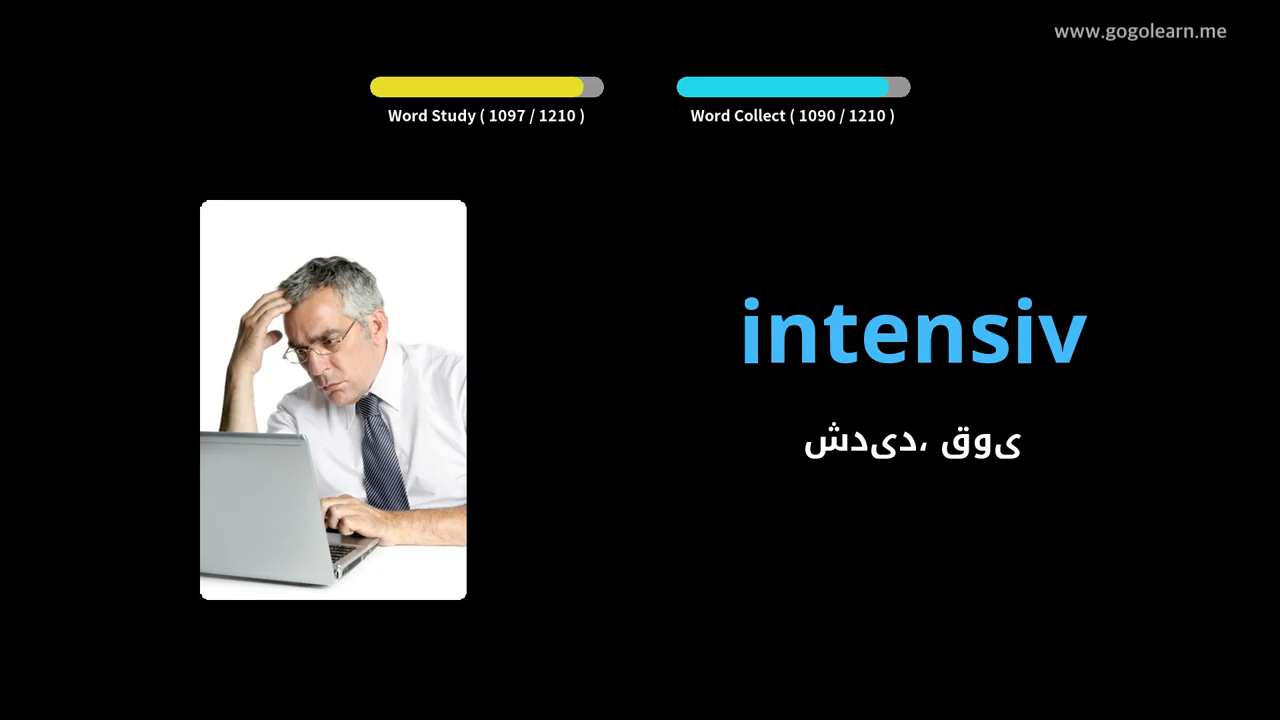 www.gogolearn.me
Word Study ( 1097 / 1210 )
Word Collect ( 1090 / 1210 )
intensiv
شدید، قوی